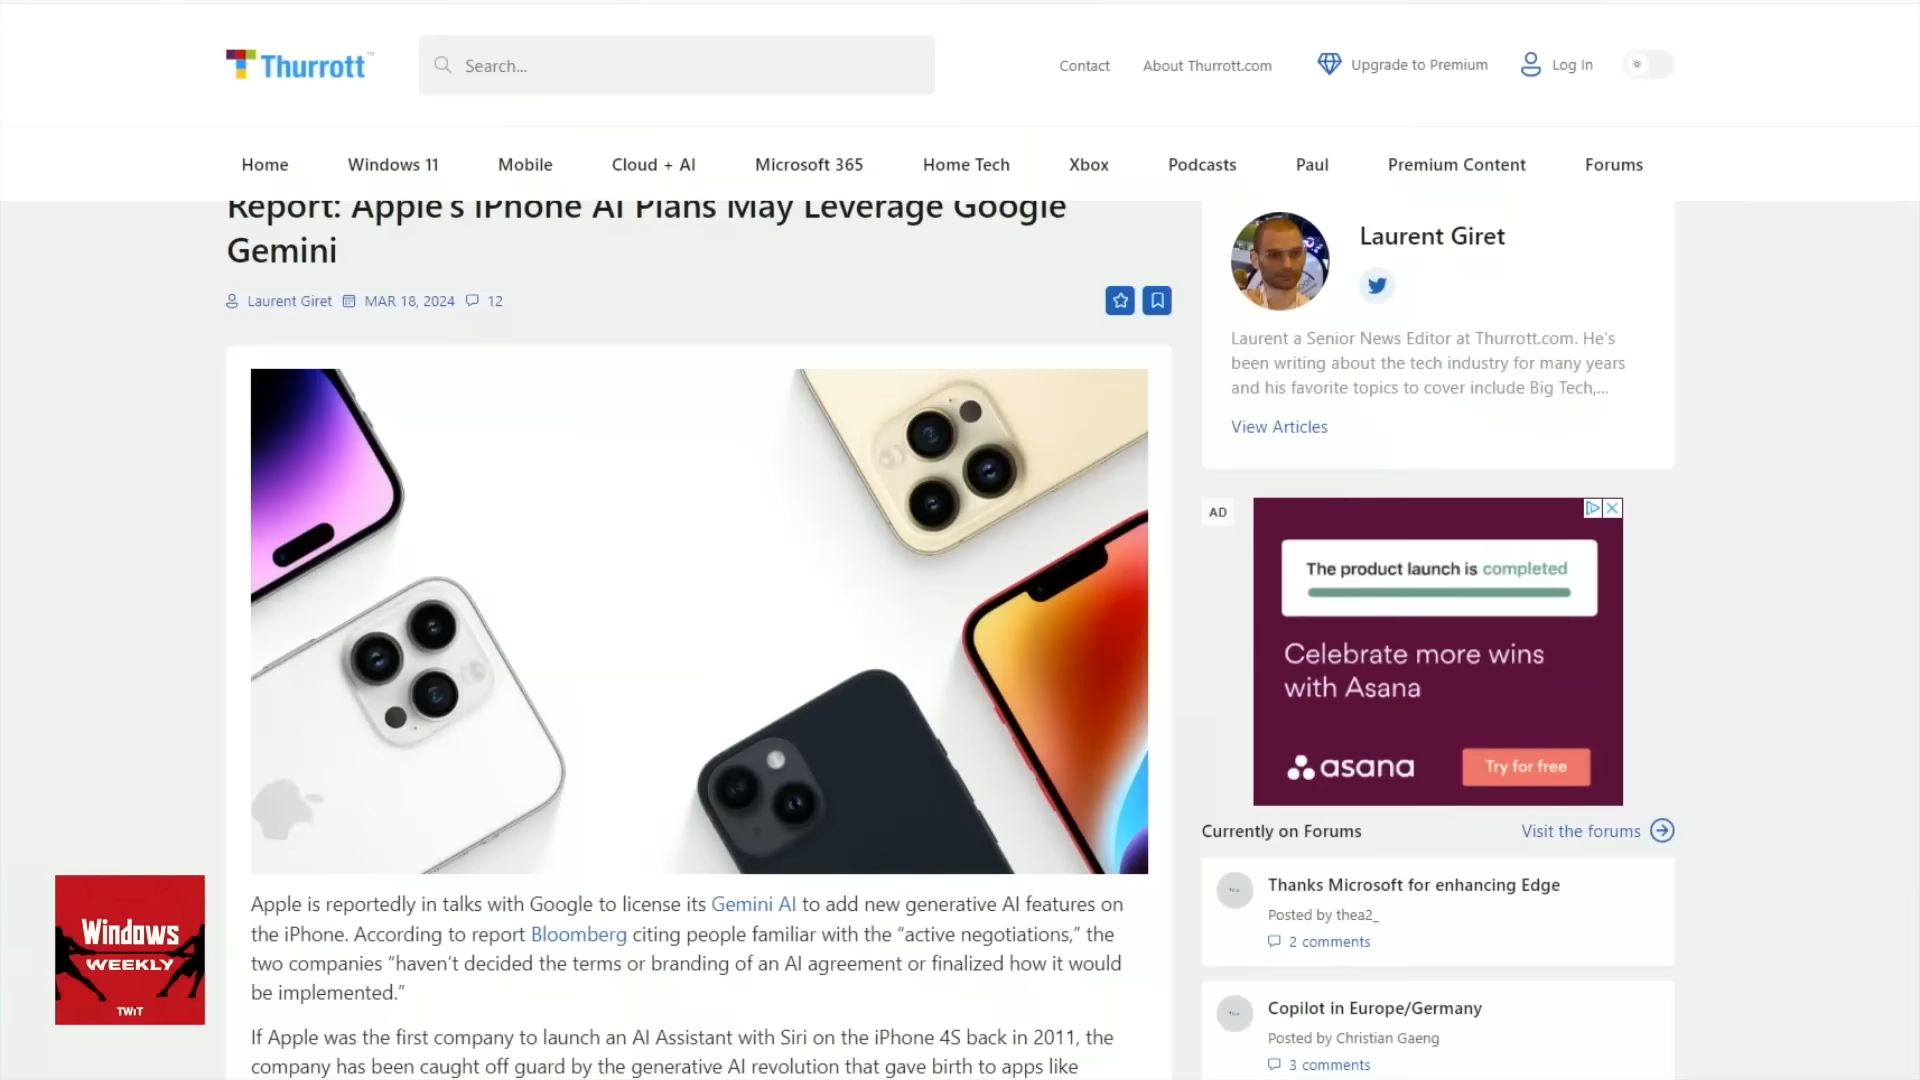 Thurrott
Search...
Contact
About Thurrott.com
Upgrade to Premium
Log In
Home
Windows 11
Mobile
Cloud + AI
Microsoft 365
Home Tech
Xbox
Podcasts
Paul
Premium Content
Forums
Report: Apple's iPhone AI Plans May Leverage Google
Gemini
Laurent Giret MAR 18, 2024 12
Apple is reportedly in talks with Google to license its Gemini AI to add new generative AI features on
the iPhone. According to report Bloomberg citing people familiar with the “active negotiations,” the
two companies “haven’t decided the terms or branding of an AI agreement or finalized how it would
be implemented.”
If Apple was the first company to launch an AI Assistant with Siri on the iPhone 4S back in 2011, the
company has been caught off guard by the generative AI revolution that gave birth to apps like
Laurent Giret
Laurent a Senior News Editor at Thurrott.com. He's
been writing about the tech industry for many years
and his favorite topics to cover include Big Tech,...
View Articles
AD
The product launch is completed
Celebrate more wins
with Asana
asana
Try for free
Currently on Forums
Visit the forums
Thanks Microsoft for enhancing Edge
Posted by thea2_
2 comments
Copilot in Europe/Germany
Posted by Christian Gaeng
3 comments
Windows
WEEKLY
TWiT